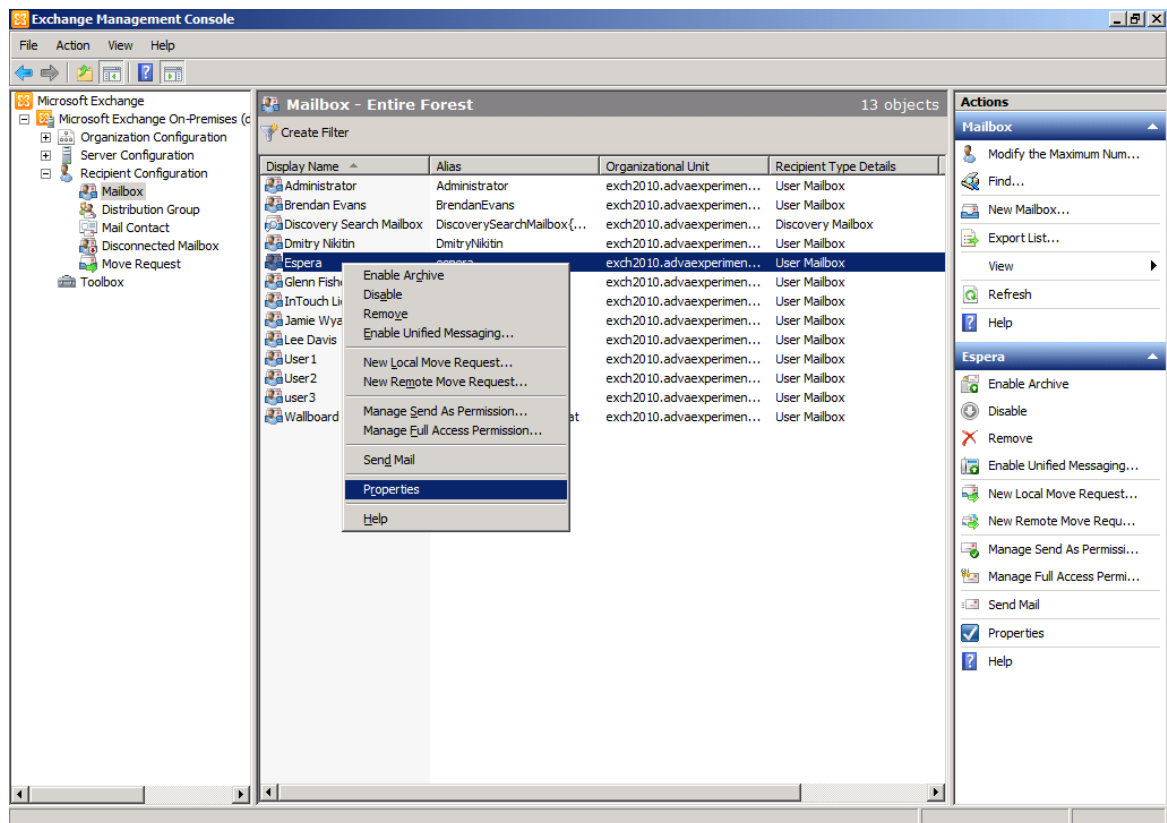 Exchange Management Console
File Action View Help
Microsoft Exchange
Microsoft Exchange On-Premises (c
Organization Configuration
Server Configuration
Recipient Configuration
Mailbox
Distribution Group
Mail Contact
Disconnected Mailbox
Move Request
Toolbox
Mailbox - Entire Forest 13 objects
Create Filter
Display Name Alias Organizational Unit Recipient Type Details
Administrator Administrator exch2010.advaexperimen... User Mailbox
Brendan Evans BrendanEvans exch2010.advaexperimen... User Mailbox
Discovery Search Mailbox DiscoverySearchMailbox{... exch2010.advaexperimen... Discovery Mailbox
Dmitry Nikitin DmitryNikitin exch2010.advaexperimen... User Mailbox
Espera exch2010.advaexperimen... User Mailbox
Glenn Fish exch2010.advaexperimen... User Mailbox
InTouch Li exch2010.advaexperimen... User Mailbox
Jamie Wya exch2010.advaexperimen... User Mailbox
Lee Davis exch2010.advaexperimen... User Mailbox
User1 exch2010.advaexperimen... User Mailbox
User2 exch2010.advaexperimen... User Mailbox
user3 exch2010.advaexperimen... User Mailbox
Wallboard at exch2010.advaexperimen... User Mailbox
Enable Archive
Disable
Remove
Enable Unified Messaging...
New Local Move Request...
New Remote Move Request...
Manage Send As Permission...
Manage Full Access Permission...
Send Mail
Properties
Help
Actions
Mailbox
Modify the Maximum Num...
Find...
New Mailbox...
Export List...
View
Refresh
Help
Espera
Enable Archive
Disable
Remove
Enable Unified Messaging...
New Local Move Request...
New Remote Move Requ...
Manage Send As Permissi...
Manage Full Access Permi...
Send Mail
Properties
Help